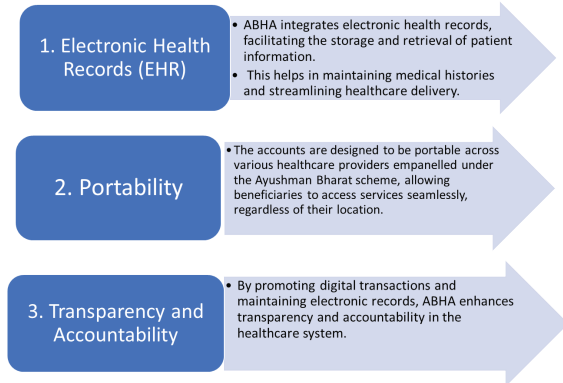 1. Electronic Health
Records (EHR)
• ABHA integrates electronic health records,
facilitating the storage and retrieval of patient
information.
• This helps in maintaining medical histories
and streamlining healthcare delivery.
2. Portability
• The accounts are designed to be portable across
various healthcare providers empanelled under
the Ayushman Bharat scheme, allowing
beneficiaries to access services seamlessly,
regardless of their location.
3. Transparency and
Accountability
• By promoting digital transactions and
maintaining electronic records, ABHA enhances
transparency and accountability in the
healthcare system.